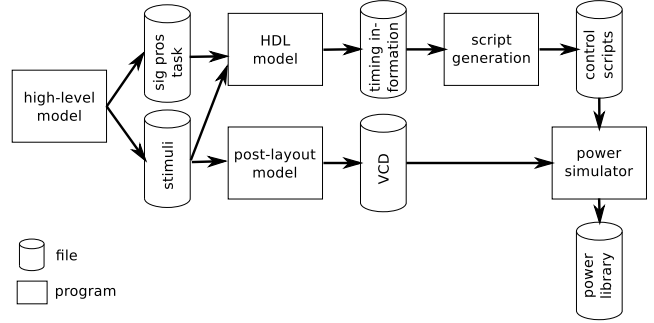 high-level
model
sig pros
task
stimuli
HDL
model
post-layout
model
timing in-
formation
VCD
script
generation
control
scripts
power
simulator
power
library
file
program